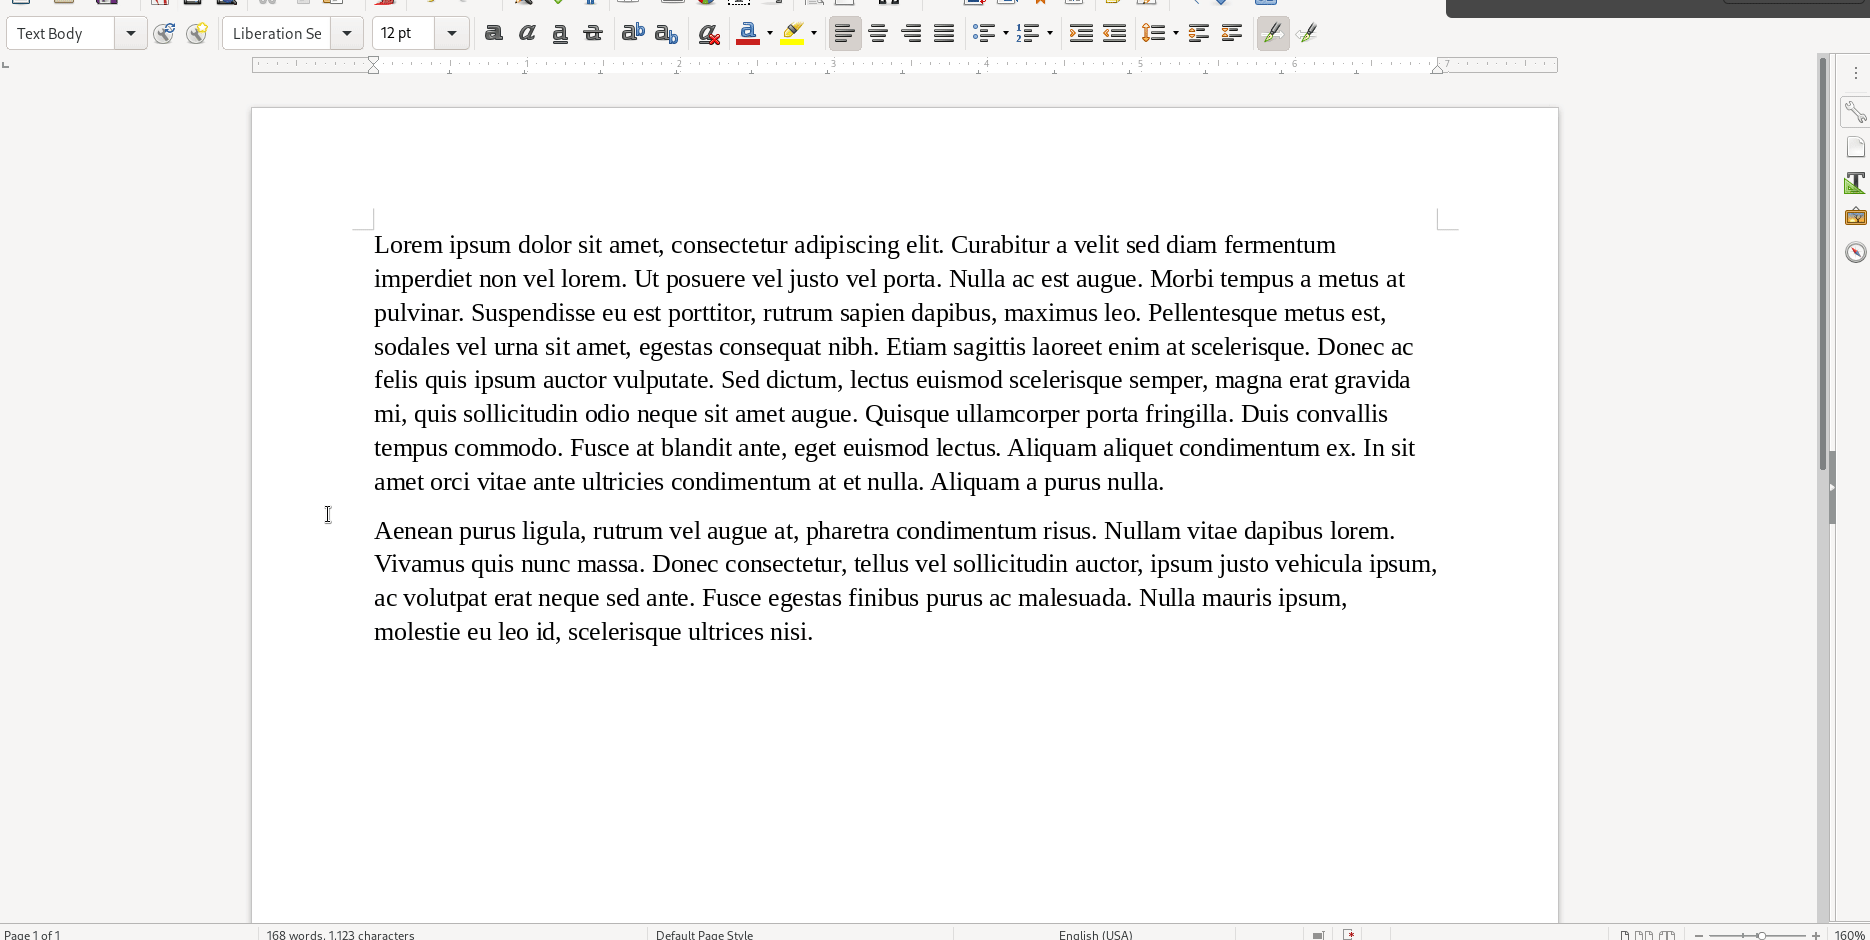 Text Body
Liberation Se
12 pt
1 2 3 4 5 6 7
Lorem ipsum dolor sit amet, consectetur adipiscing elit. Curabitur a velit sed diam fermentum
imperdiet non vel lorem. Ut posuere vel justo vel porta. Nulla ac est augue. Morbi tempus a metus at
pulvinar. Suspendisse eu est porttitor, rutrum sapien dapibus, maximus leo. Pellentesque metus est,
sodales vel urna sit amet, egestas consequat nibh. Etiam sagittis laoreet enim at scelerisque. Donec ac
felis quis ipsum auctor vulputate. Sed dictum, lectus euismod scelerisque semper, magna erat gravida
mi, quis sollicitudin odio neque sit amet augue. Quisque ullamcorper porta fringilla. Duis convallis
tempus commodo. Fusce at blandit ante, eget euismod lectus. Aliquam aliquet condimentum ex. In sit
amet orci vitae ante ultricies condimentum at et nulla. Aliquam a purus nulla.
Aenean purus ligula, rutrum vel augue at, pharetra condimentum risus. Nullam vitae dapibus lorem.
Vivamus quis nunc massa. Donec consectetur, tellus vel sollicitudin auctor, ipsum justo vehicula ipsum,
ac volutpat erat neque sed ante. Fusce egestas finibus purus ac malesuada. Nulla mauris ipsum,
molestie eu leo id, scelerisque ultrices nisi.
Page 1 of 1
168 words, 1,123 characters
Default Page Style
English (USA)
160%